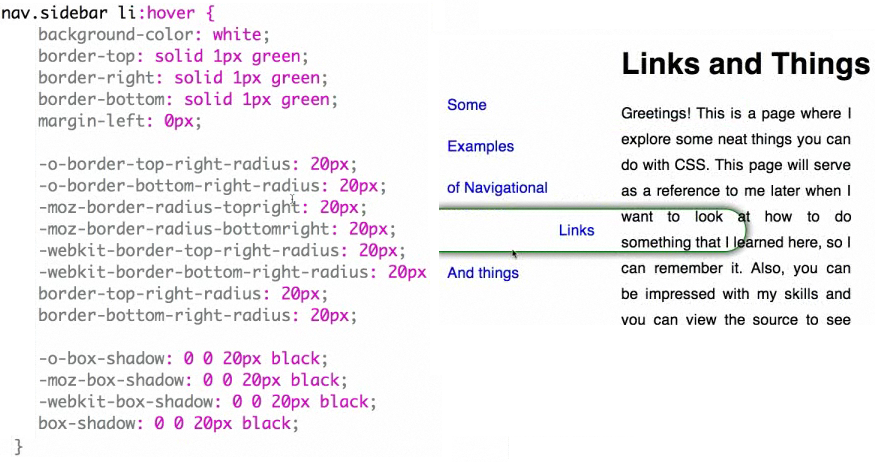 nav.sidebar li:hover {
background-color: white;
border-top: solid 1px green;
border-right: solid 1px green;
border-bottom: solid 1px green;
margin-left: 0px;
-o-border-top-right-radius: 20px;
-o-border-bottom-right-radius: 20px;
-moz-border-radius-topright: 20px;
-moz-border-radius-bottomright: 20px;
-webkit-border-top-right-radius: 20px;
-webkit-border-bottom-right-radius: 20px
border-top-right-radius: 20px;
border-bottom-right-radius: 20px;
-o-box-shadow: 0 0 20px black;
-moz-box-shadow: 0 0 20px black;
-webkit-box-shadow: 0 0 20px black;
box-shadow: 0 0 20px black;
}
Some
Examples
of Navigational
Links
And things
Links and Things
Greetings! This is a page where I
explore some neat things you can
do with CSS. This page will serve
as a reference to me later when I
want to look at how to do
something that I learned here, so I
can remember it. Also, you can
be impressed with my skills and
you can view the source to see